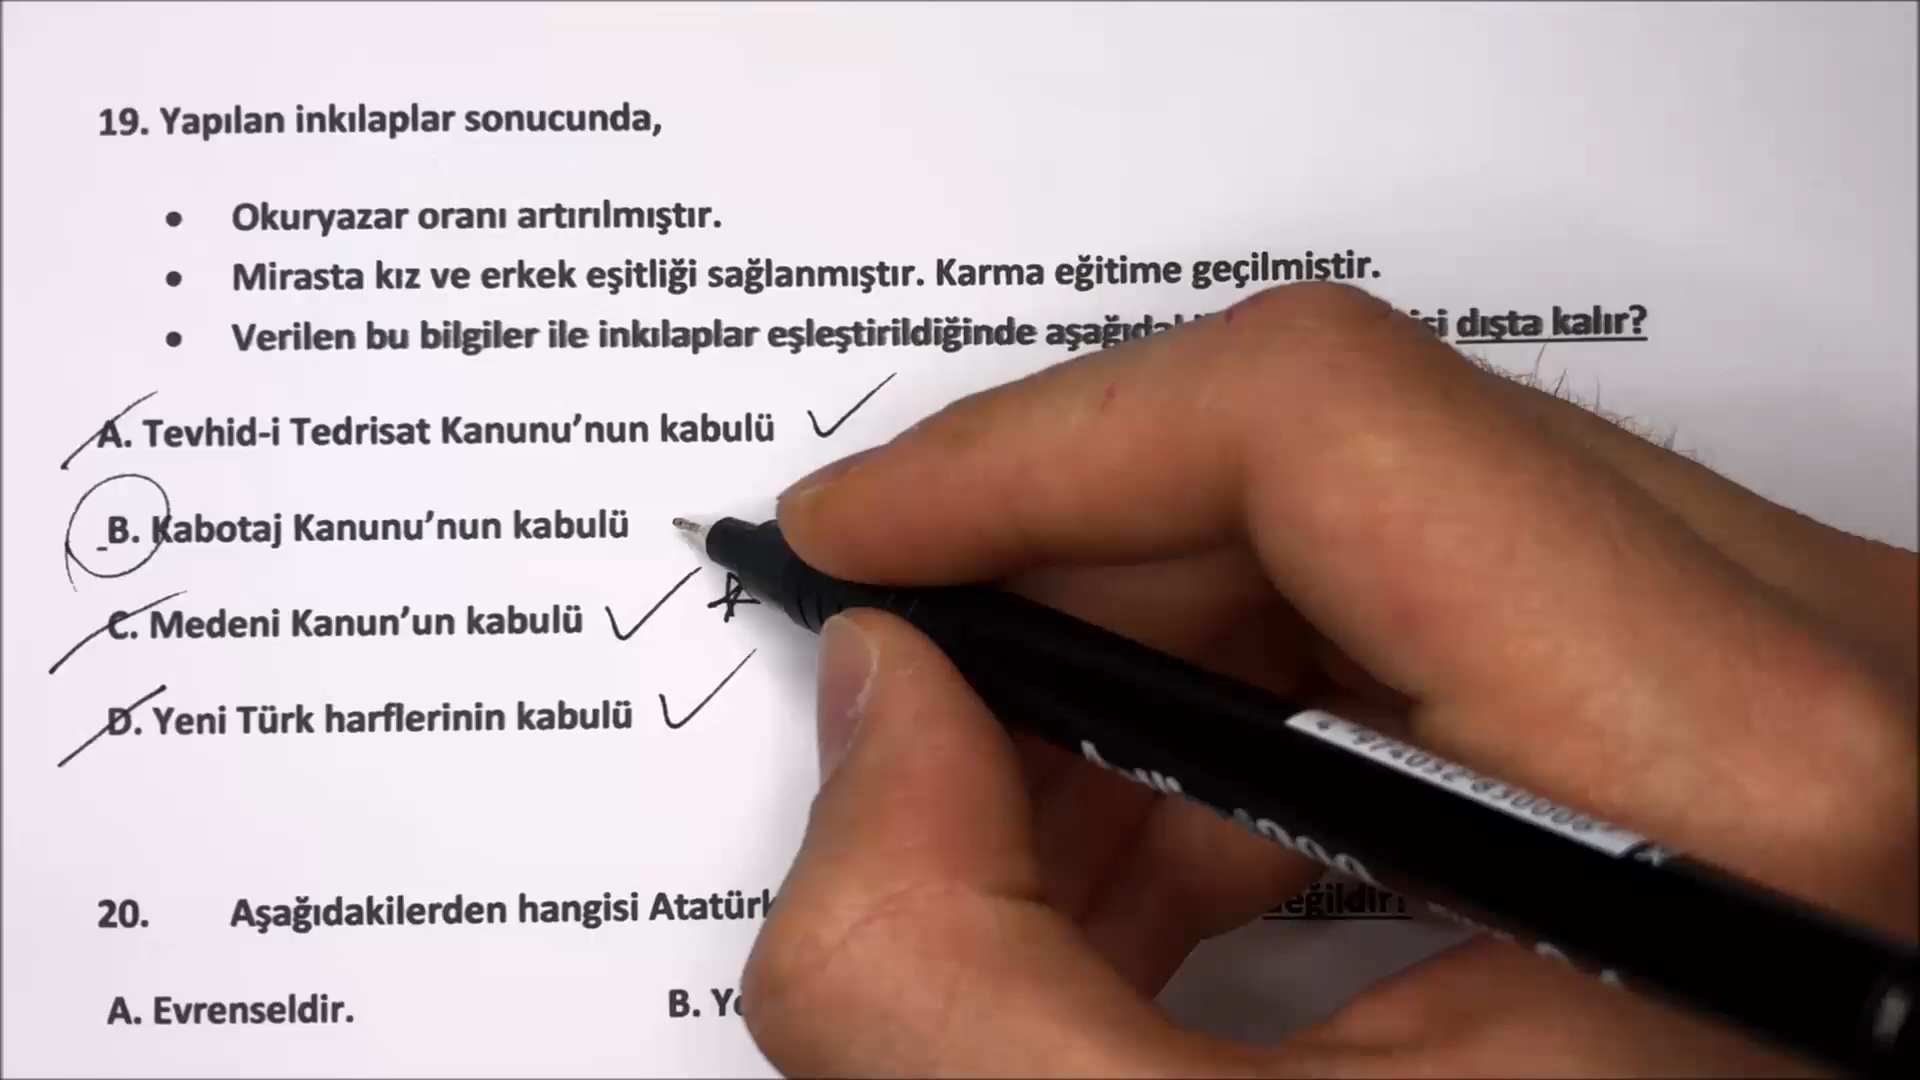 19. Yapılan inkılaplar sonucunda,
• Okuryazar oranı artırılmıştır.
• Mirasta kız ve erkek eşitliği sağlanmıştır. Karma eğitime geçilmiştir.
• Verilen bu bilgiler ile inkılaplar eşleştirildiğinde dışta kalır?
A. Tevhid-i Tedrisat Kanunu’nun kabulü
B. Kabotaj Kanunu’nun kabulü
C. Medeni Kanun’un kabulü
D. Yeni Türk harflerinin kabulü
20. Aşağıdakilerden hangisi Atatürk değildir?
A. Evrenseldir.
B.